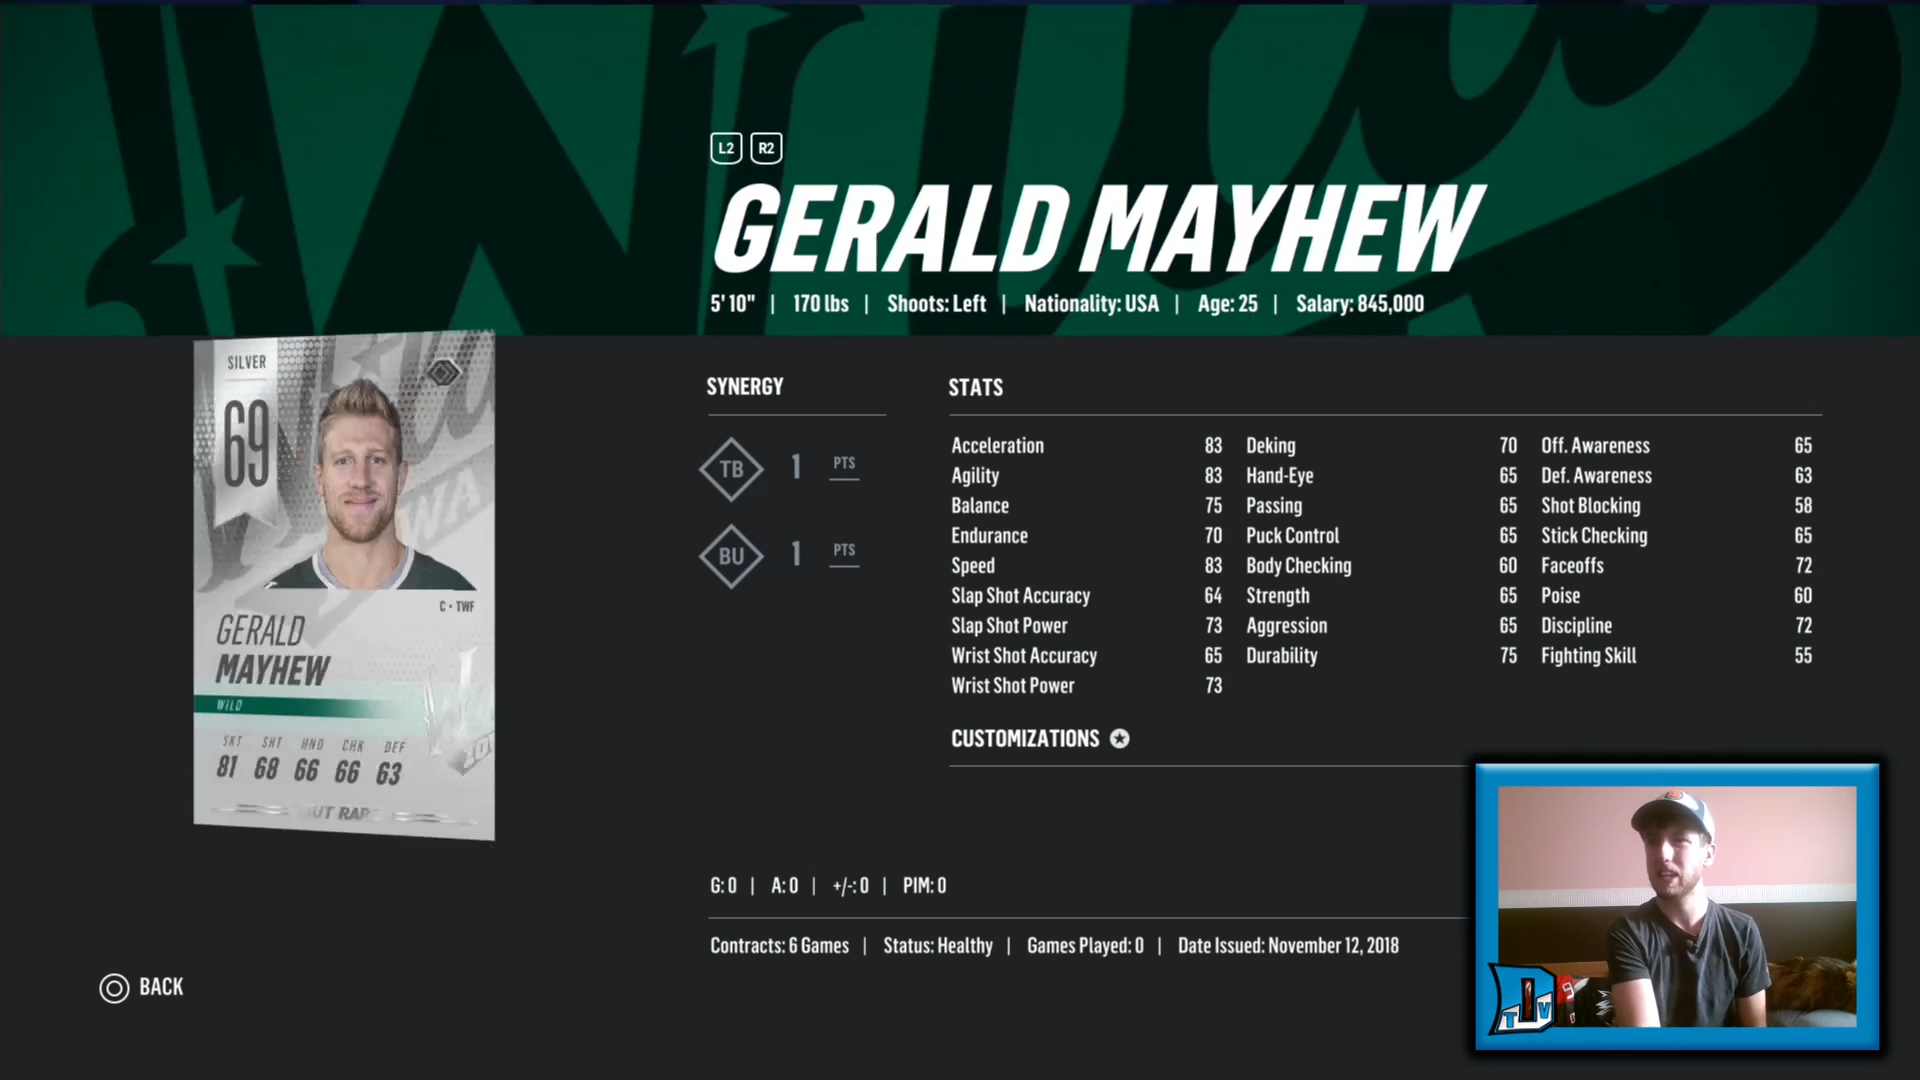 L2 R2
GERALD MAYHEW
5' 10" | 170 lbs | Shoots: Left | Nationality: USA | Age: 25 | Salary: 845,000
SILVER
69
C • TWF
GERALD
MAYHEW
WILD
SKT SHT HND CHK DEF
81 68 66 66 63
SYNERGY
TB 1 PTS
BU 1 PTS
STATS
Acceleration 83 Deking 70 Off. Awareness 65
Agility 83 Hand-Eye 65 Def. Awareness 63
Balance 75 Passing 65 Shot Blocking 58
Endurance 70 Puck Control 65 Stick Checking 65
Speed 83 Body Checking 60 Faceoffs 72
Slap Shot Accuracy 64 Strength 65 Poise 60
Slap Shot Power 73 Aggression 65 Discipline 72
Wrist Shot Accuracy 65 Durability 75 Fighting Skill 55
Wrist Shot Power 73
CUSTOMIZATIONS
G: 0 | A: 0 | +/-: 0 | PIM: 0
Contracts: 6 Games | Status: Healthy | Games Played: 0 | Date Issued: November 12, 2018
BACK
TV